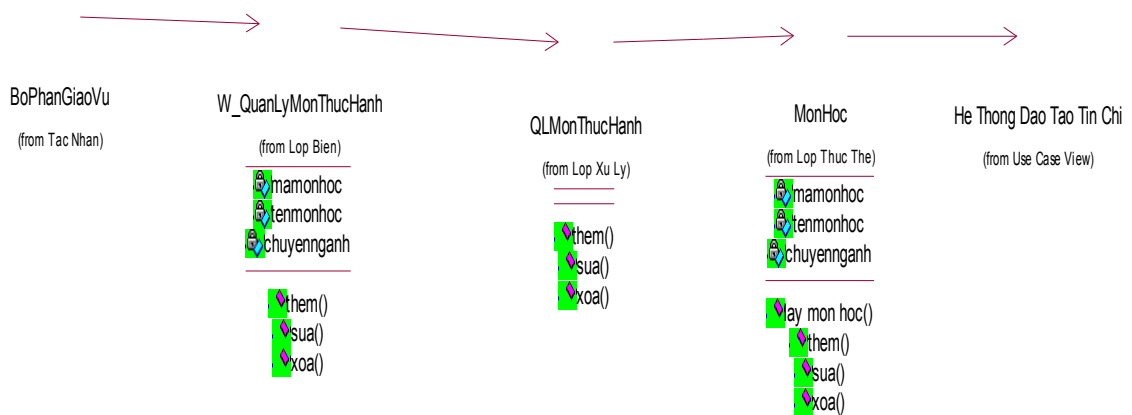 BoPhanGiaoVu
(from Tac Nhan)
W_QuanLyMonThucHanh
(from Lop Bien)
mamonhoc
tenmonhoc
chuyennganh
them()
sua()
xoa()
QLMonThucHanh
(from Lop Xu Ly)
them()
sua()
xoa()
MonHoc
(from Lop Thuc The)
mamonhoc
tenmonhoc
chuyennganh
lay mon hoc()
them()
sua()
xoa()
He Thong Dao Tao Tin Chi
(from Use Case View)